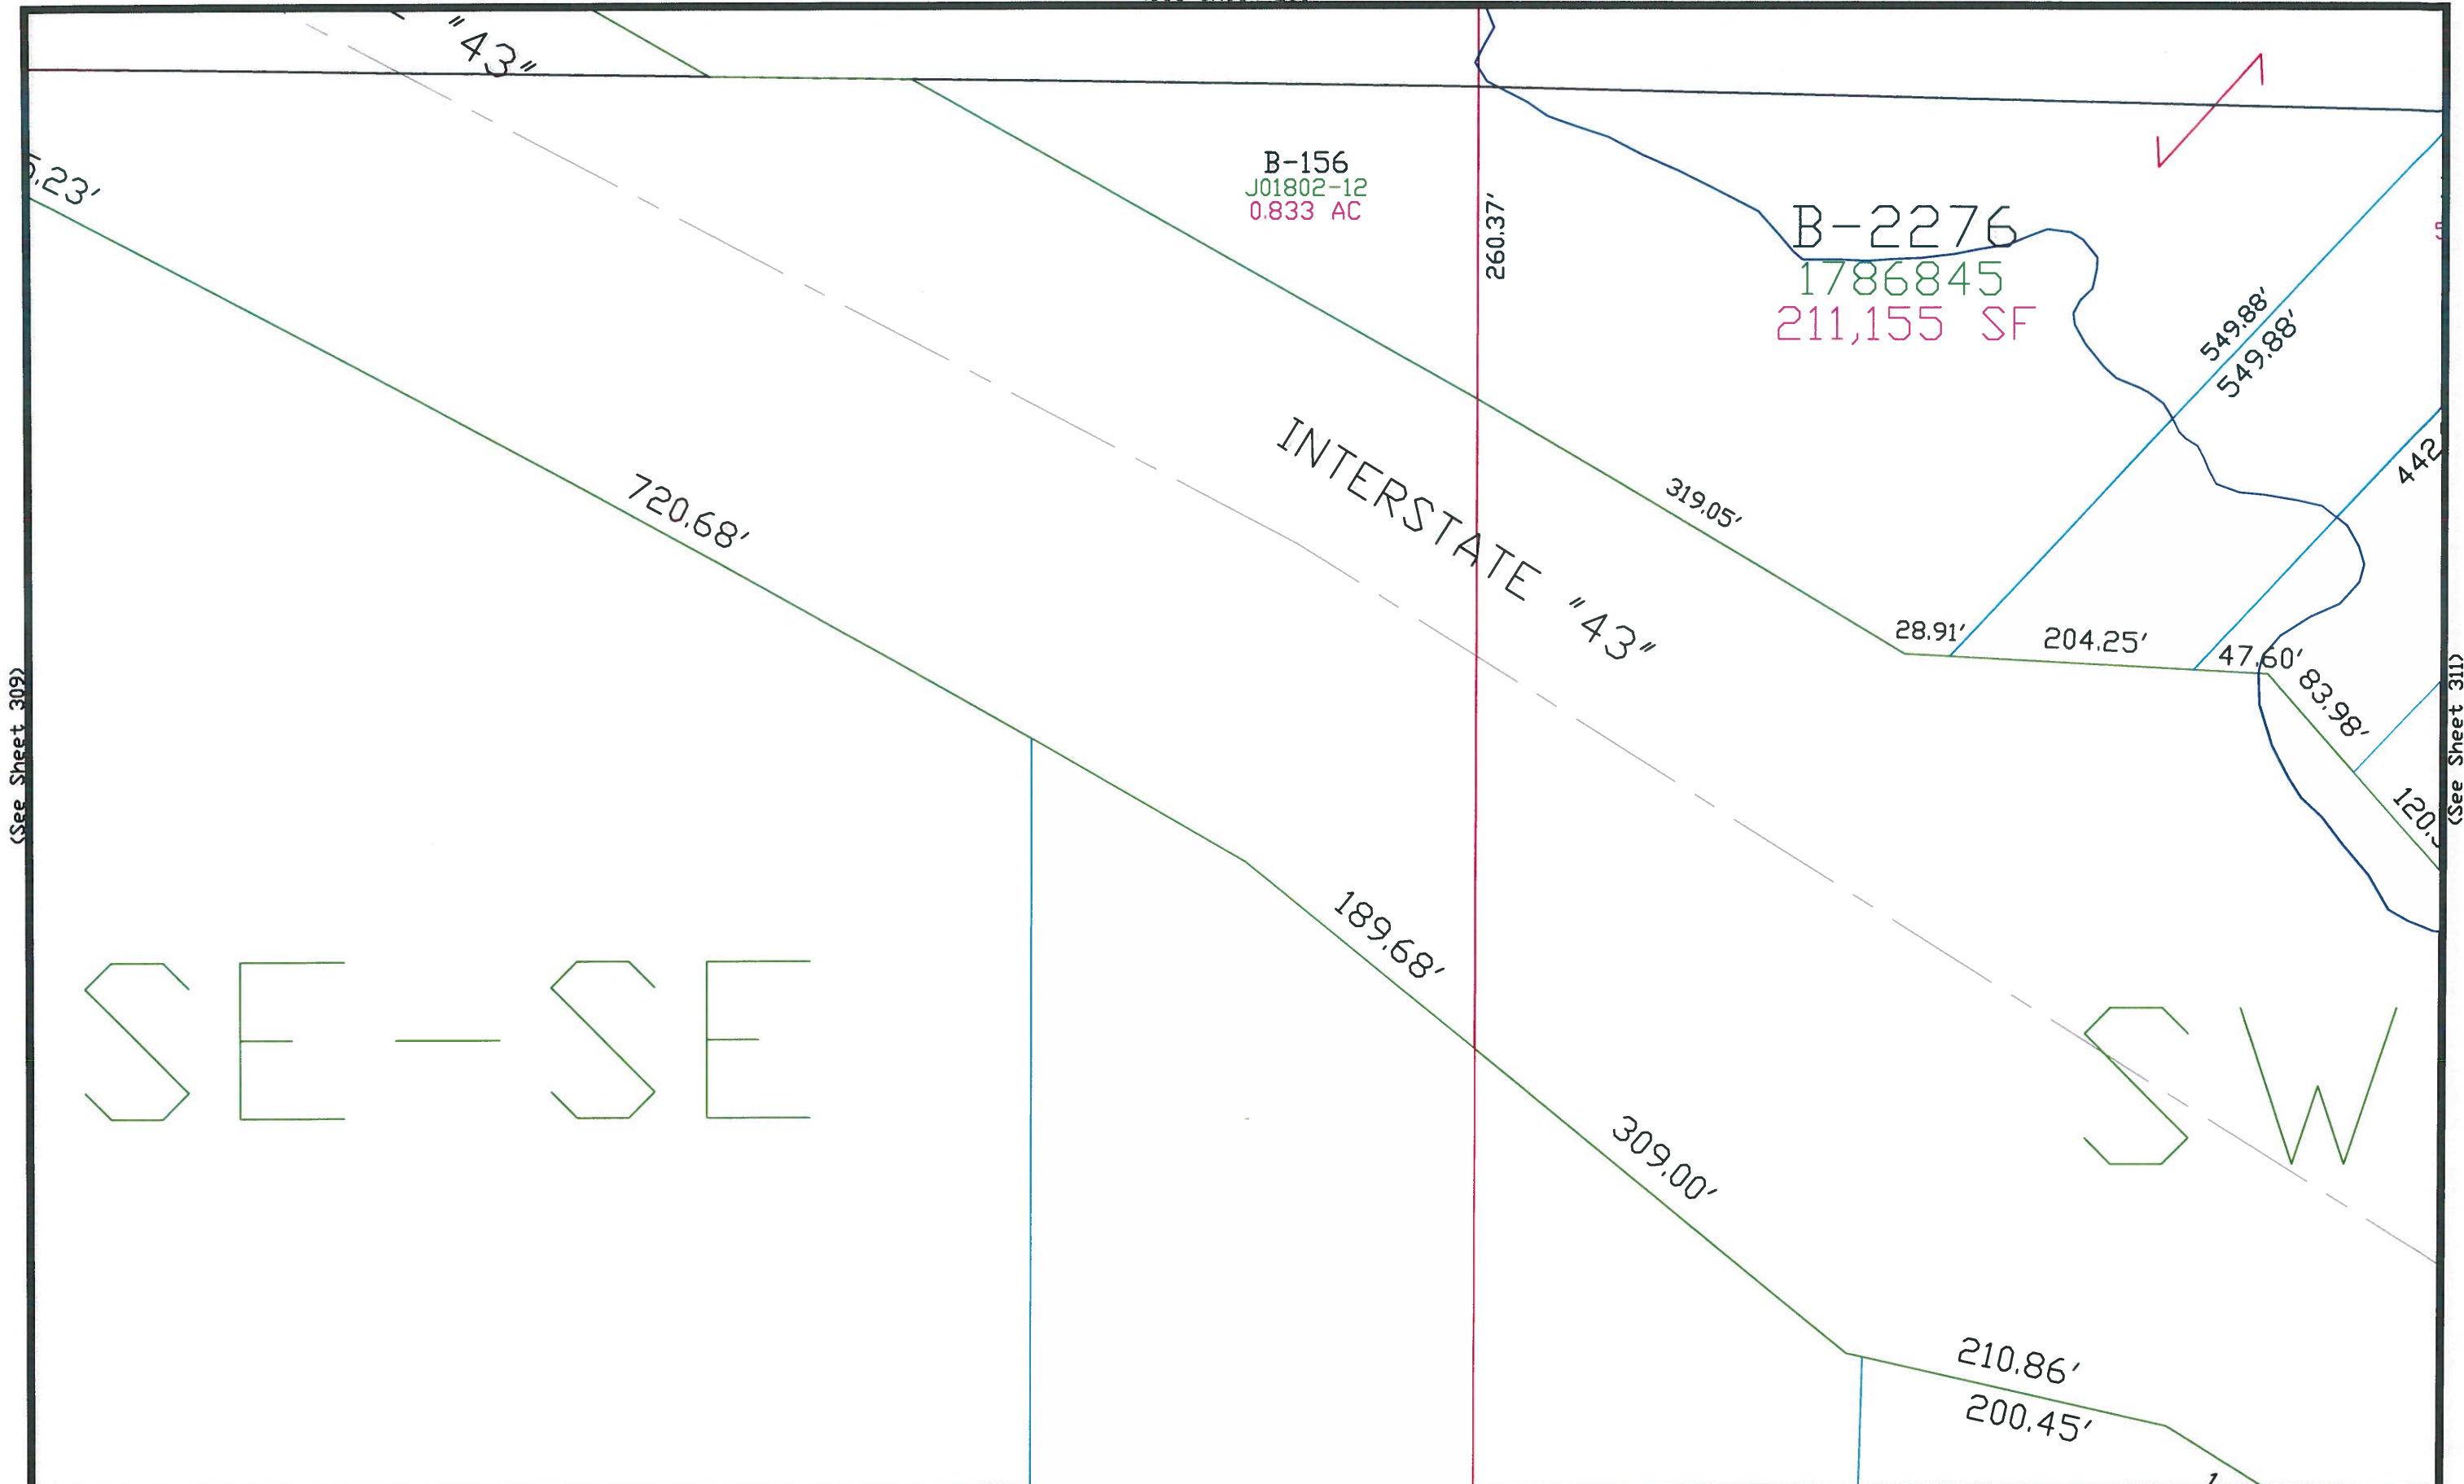 "43"
5.23'
B-156
J01802-12
0.833 AC
260.37'
B-2276
1786845
211,155 SF
549.88'
549.88'
442
720.68'
INTERSTATE "43"
319.05'
28.91'
204.25'
47.60'
83.98'
120.
(See Sheet 309)
(See Sheet 311)
189.68'
SE-SE
SW
309.00'
210.86'
200.45'